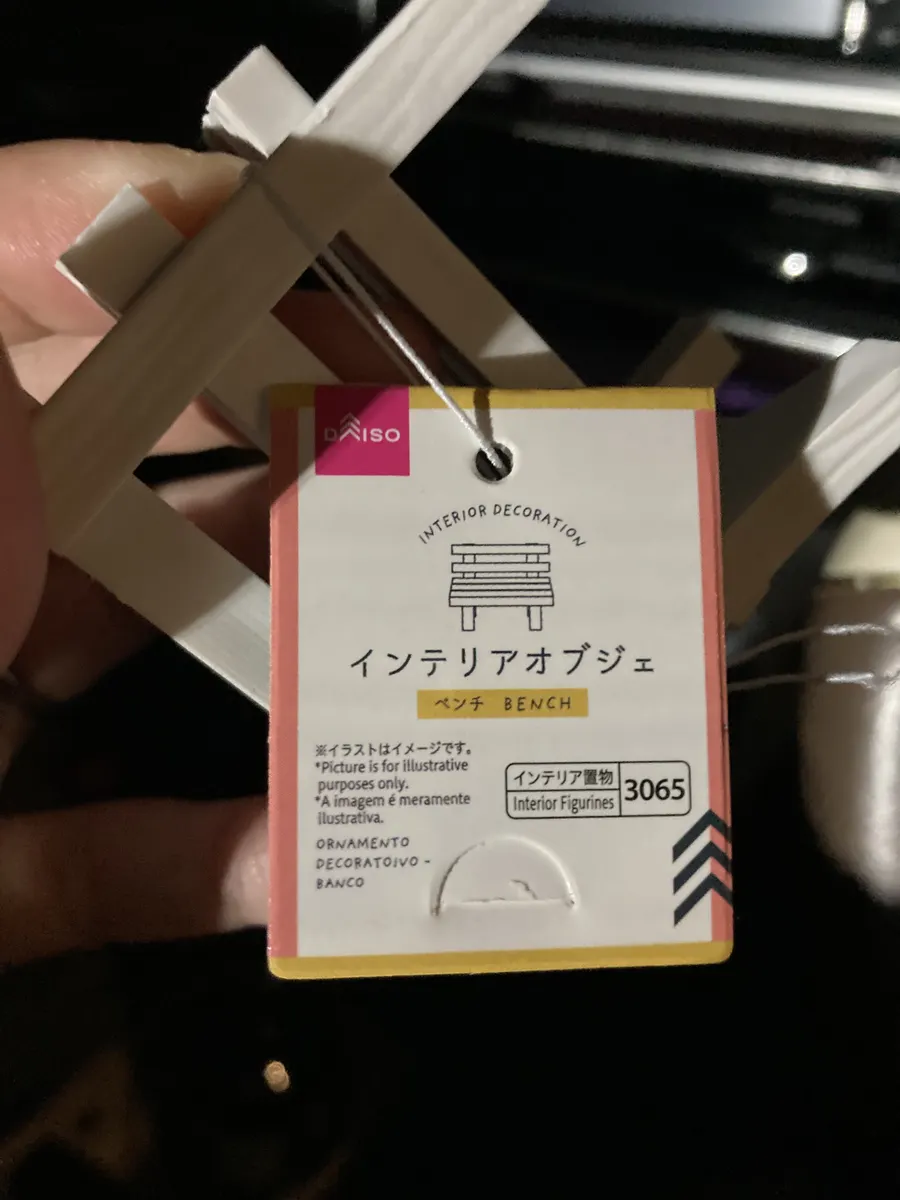 DAISO
INTERIOR DECORATION
インテリアオブジェ
ベンチ BENCH
※イラストはイメージです。
*Picture is for illustrative
purposes only.
*A imagem é meramente
ilustrativa.
ORNAMENTO
DECORATOIVO -
BANCO
インテリア置物
Interior Figurines
3065